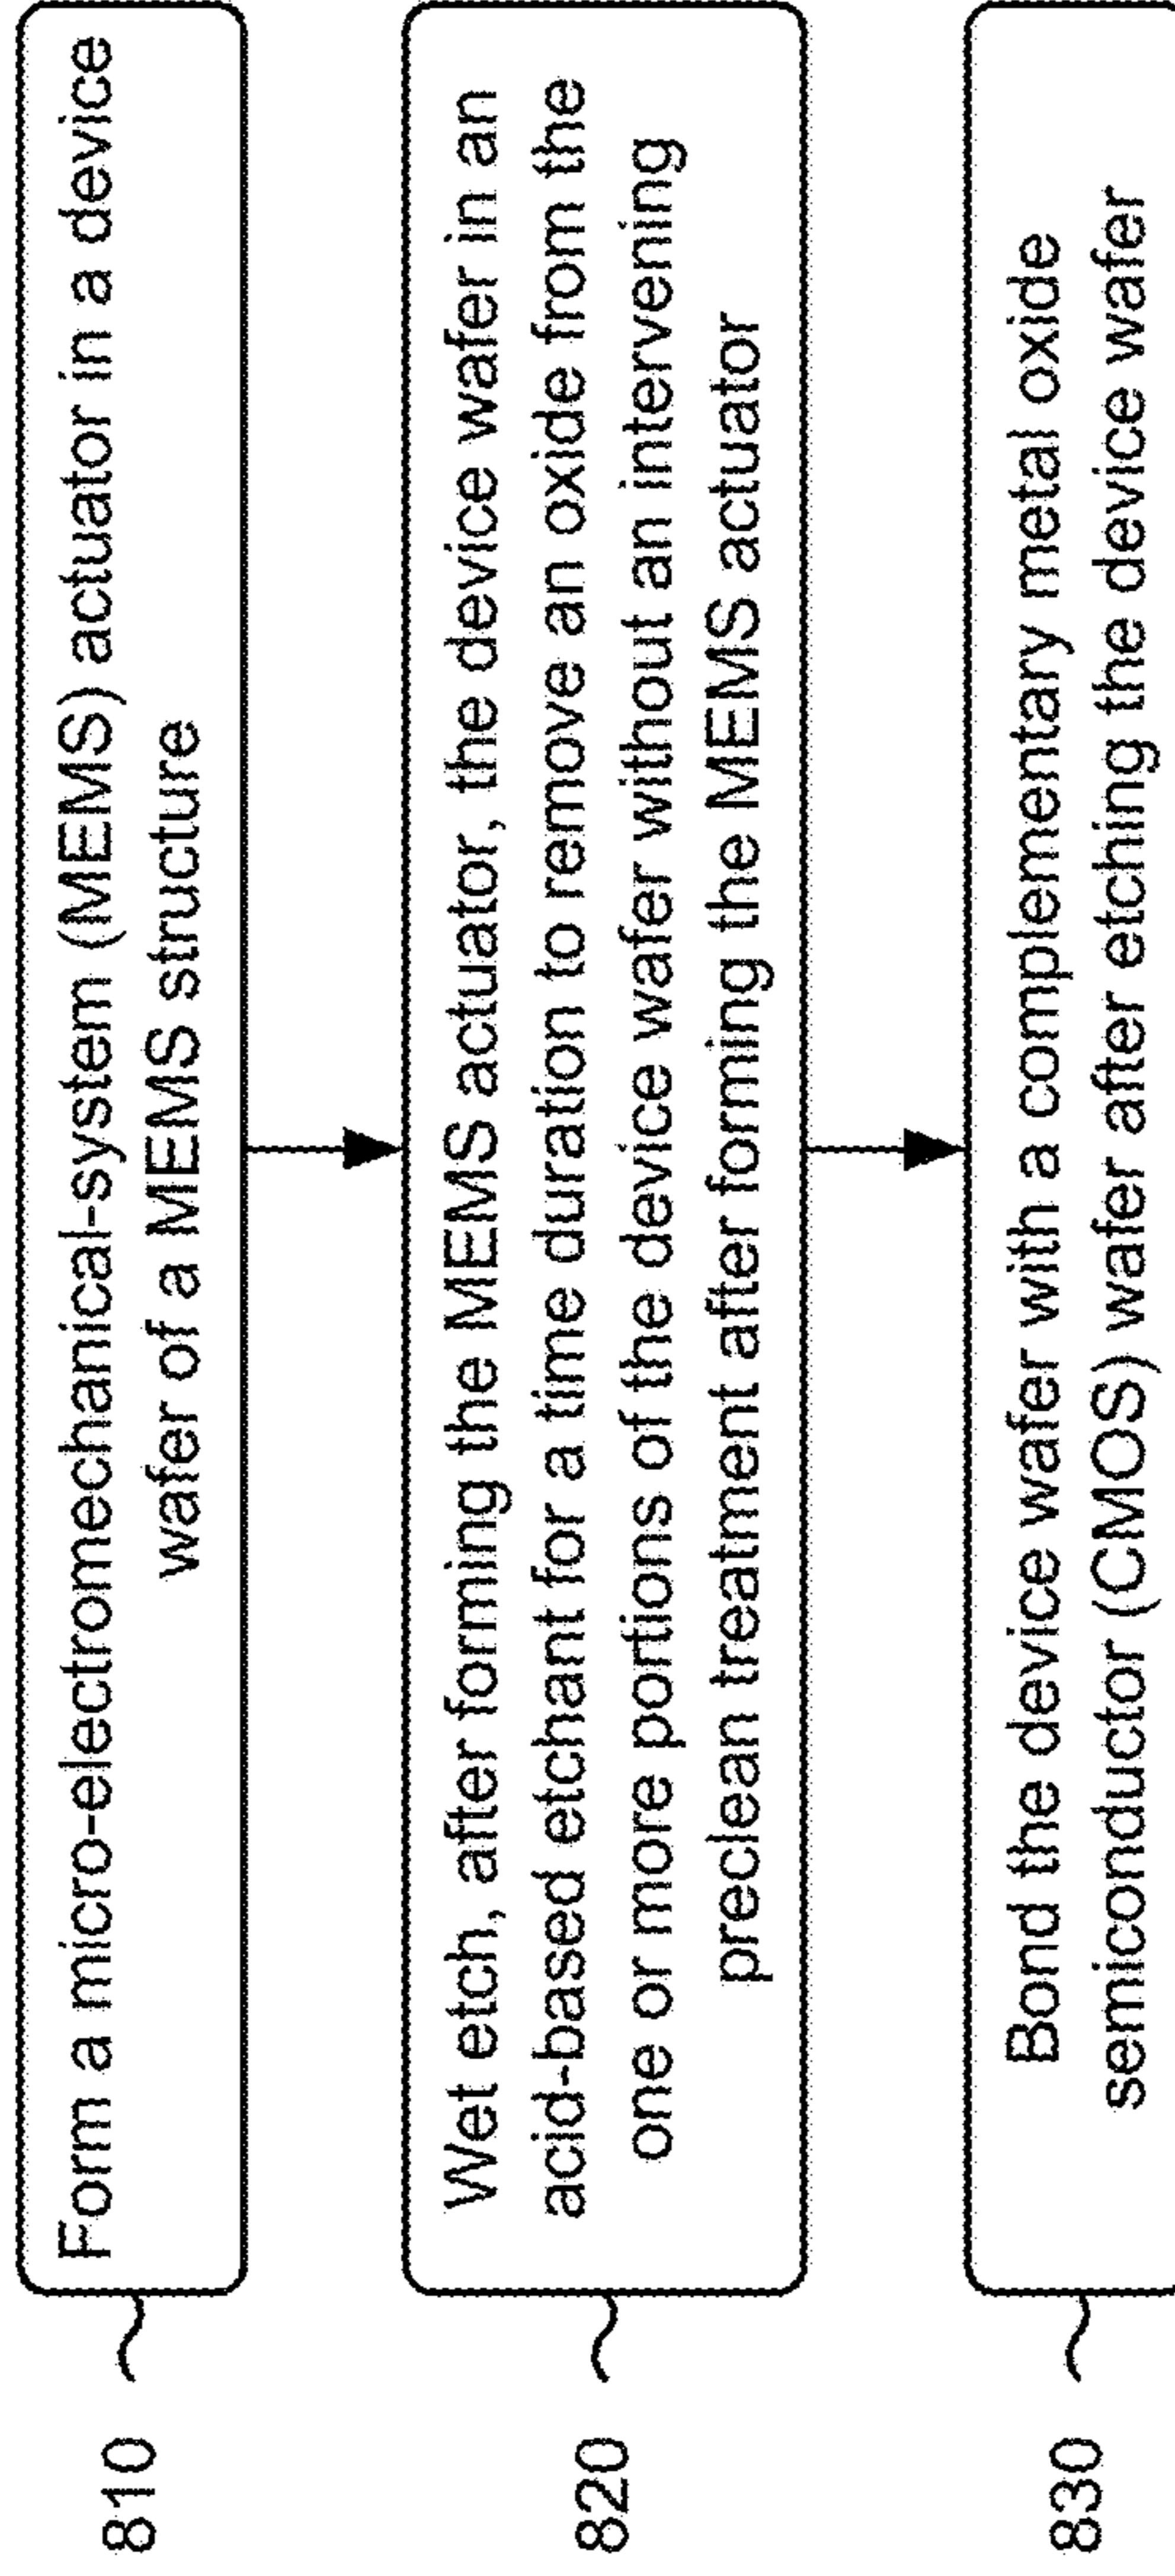 810
Form a micro-electromechanical-system (MEMS) actuator in a device
wafer of a MEMS structure
820
Wet etch, after forming the MEMS actuator, the device wafer in an
acid-based etchant for a time duration to remove an oxide from the
one or more portions of the device wafer without an intervening
preclean treatment after forming the MEMS actuator
830
Bond the device wafer with a complementary metal oxide
semiconductor (CMOS) wafer after etching the device wafer